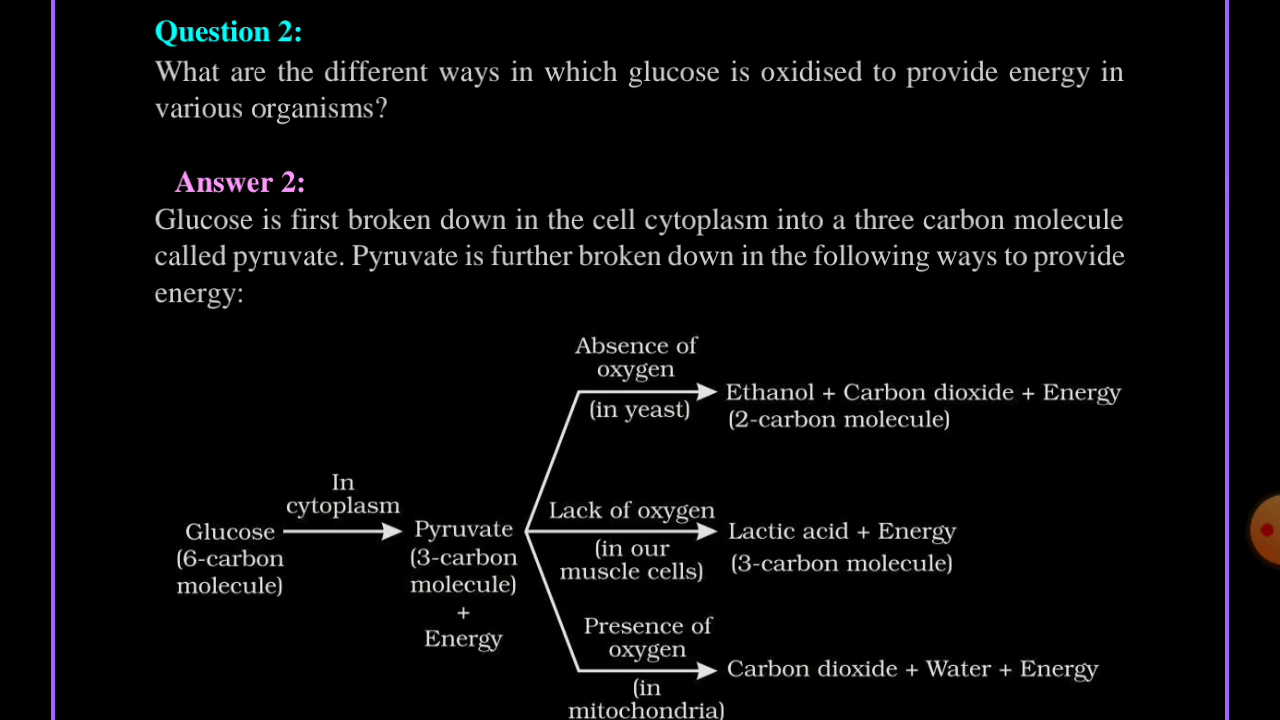 Question 2:
What are the different ways in which glucose is oxidised to provide energy in
various organisms?
Answer 2:
Glucose is first broken down in the cell cytoplasm into a three carbon molecule
called pyruvate. Pyruvate is further broken down in the following ways to provide
energy:
Absence of
oxygen
(in yeast)
Ethanol + Carbon dioxide + Energy
(2-carbon molecule)
In
cytoplasm
Glucose
(6-carbon
molecule)
Pyruvate
(3-carbon
molecule)
+
Energy
Lack of oxygen
(in our
muscle cells)
Lactic acid + Energy
(3-carbon molecule)
Presence of
oxygen
(in
mitochondria)
Carbon dioxide + Water + Energy